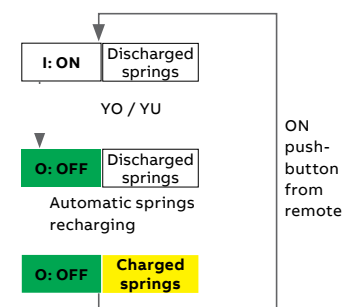 I: ON
Discharged
springs
YO / YU
O: OFF
Discharged
springs
Automatic springs
recharging
O: OFF
Charged
springs
ON
push-
button
from
remote